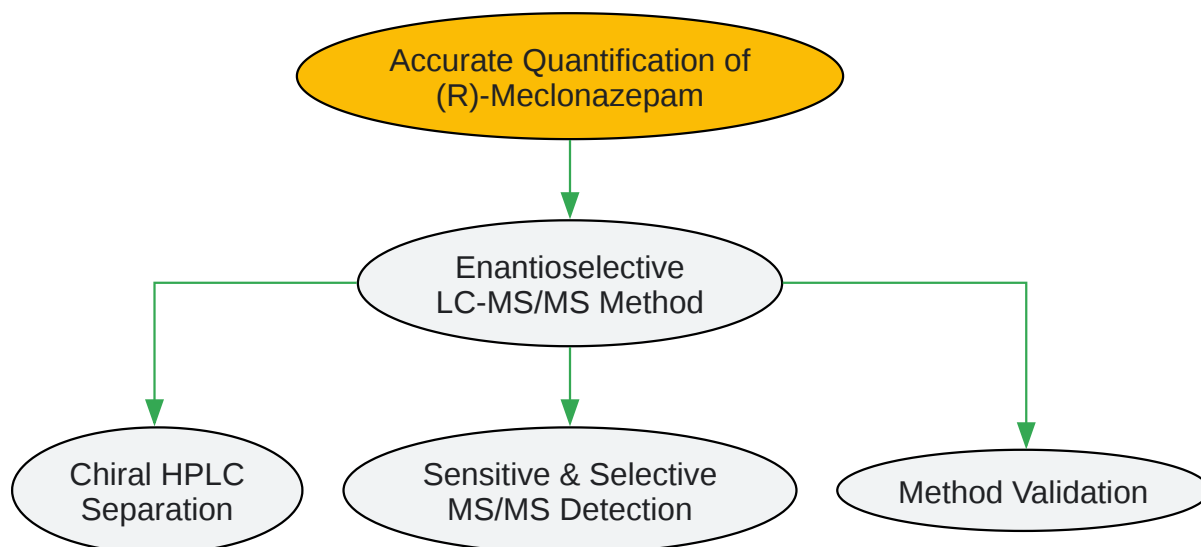 Accurate Quantification of
(R)-Meclonazepam
Enantioselective
LC-MS/MS Method
Chiral HPLC
Separation
Sensitive & Selective
MS/MS Detection
Method Validation